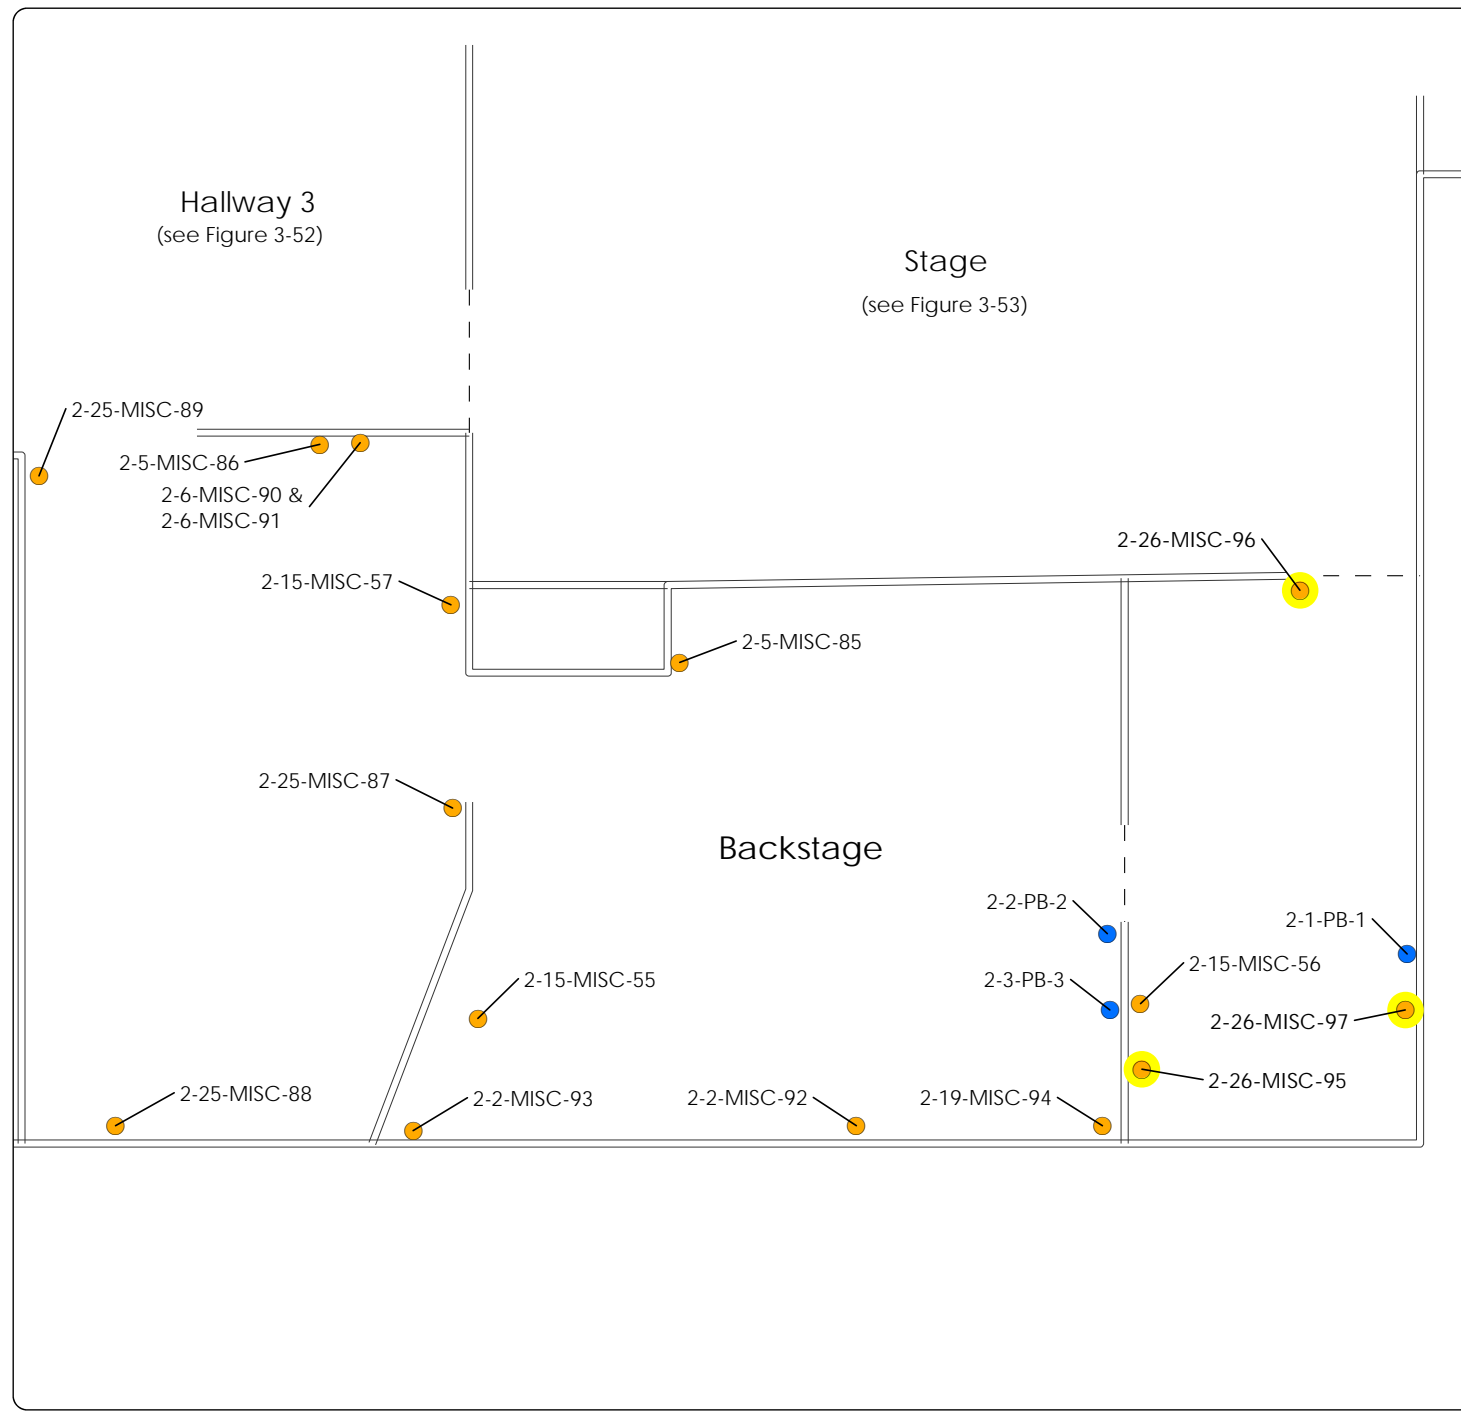 Hallway 3
(see Figure 3-52)
Stage
(see Figure 3-53)
2-25-MISC-89
2-5-MISC-86
2-6-MISC-90 &
2-6-MISC-91
2-26-MISC-96
2-15-MISC-57
2-5-MISC-85
2-25-MISC-87
Backstage
2-2-PB-2
2-1-PB-1
2-15-MISC-56
2-15-MISC-55
2-3-PB-3
2-26-MISC-97
2-26-MISC-95
2-25-MISC-88
2-2-MISC-93
2-2-MISC-92
2-19-MISC-94